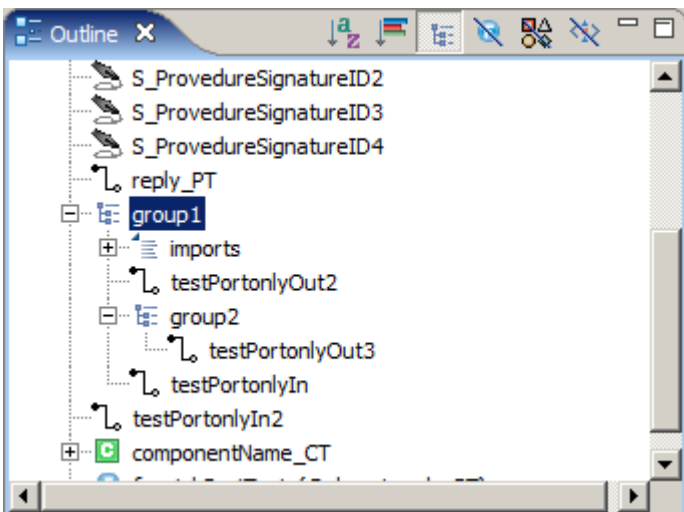 Outline
S_ProvedureSignatureID2
S_ProvedureSignatureID3
S_ProvedureSignatureID4
reply_PT
group1
imports
testPortonlyOut2
group2
testPortonlyOut3
testPortonlyIn
testPortonlyIn2
componentName_CT